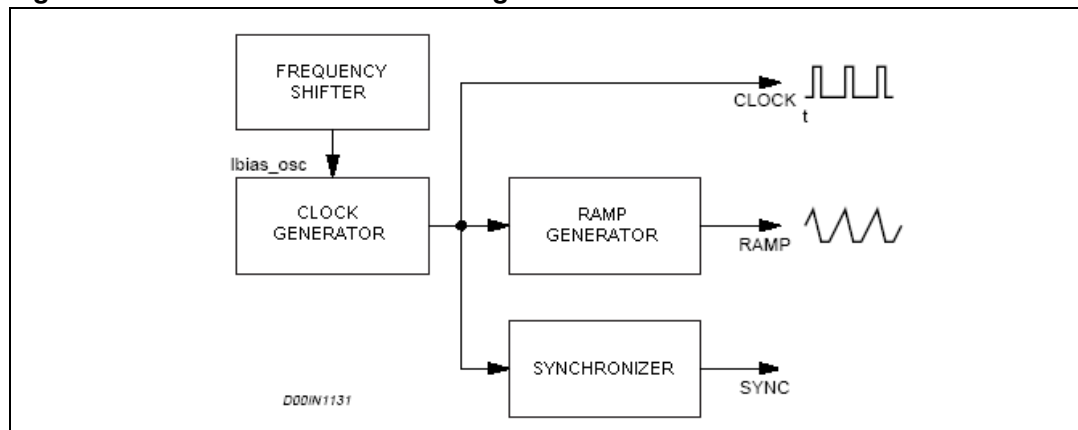 FREQUENCY
SHIFTER
CLOCK
t
Ibias_osc
CLOCK
GENERATOR
RAMP
GENERATOR
RAMP
SYNCHRONIZER
SYNC
D00IN1131